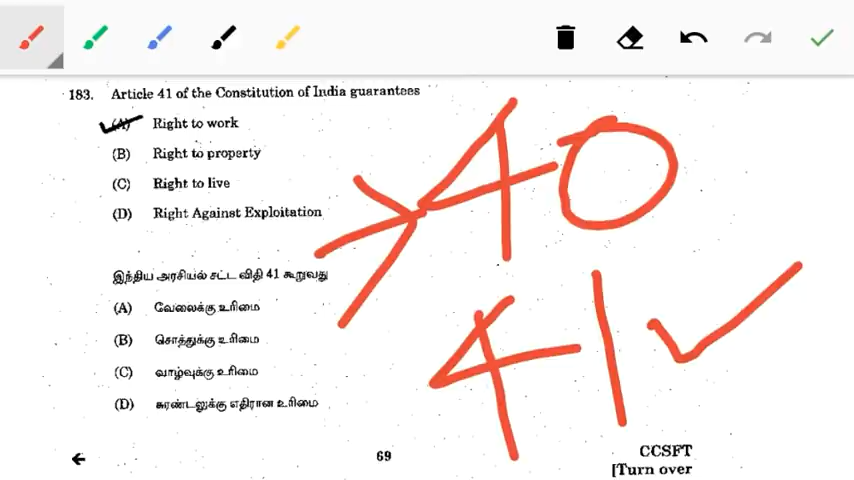 183. Article 41 of the Constitution of India guarantees
(A) Right to work
(B) Right to property
(C) Right to live
(D) Right Against Exploitation
40
இந்திய அரசியல் சட்ட விதி 41 கூறுவது
(A) வேலைக்கு உரிமை
(B) சொத்துக்கு உரிமை
(C) வாழ்வுக்கு உரிமை
(D) சுரண்டலுக்கு எதிரான உரிமை
41
69
CCSFT
[Turn over